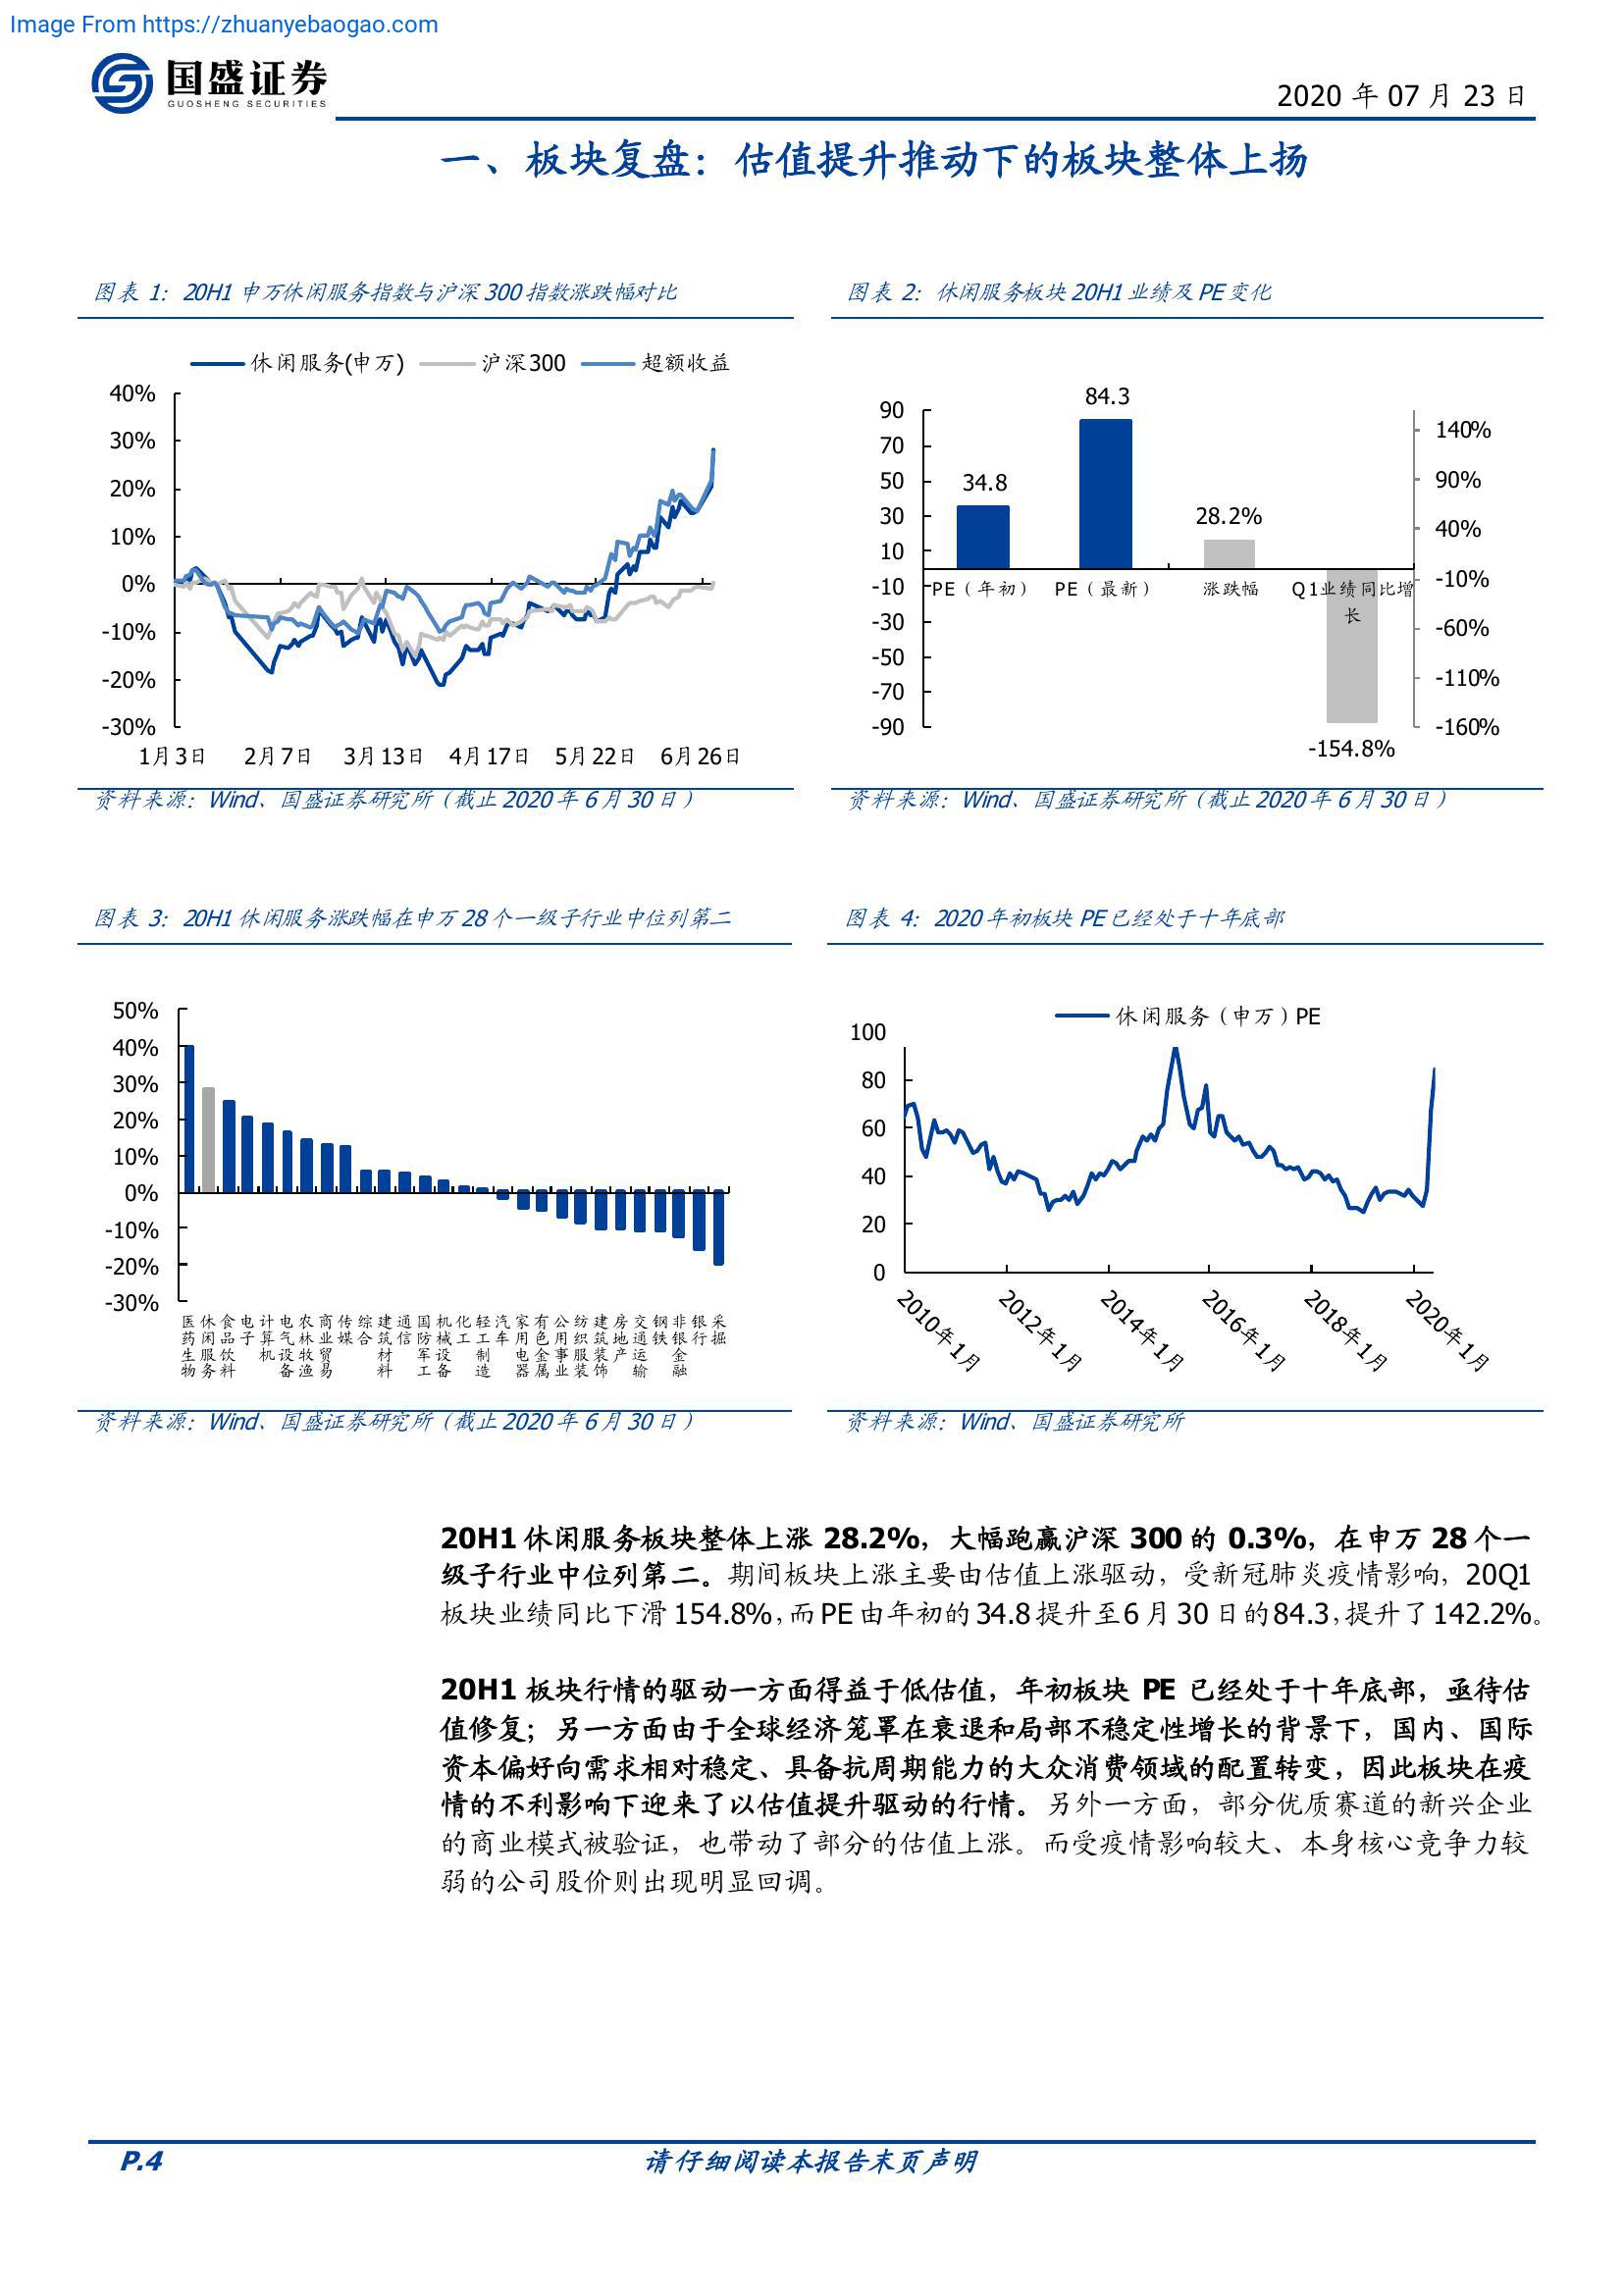 Image From https://zhuanyebaogao.com
国盛证券
GUOSHENG SECURITIES
2020 年 07 月 23 日
一、板块复盘：估值提升推动下的板块整体上扬
图表 1：20H1 申万休闲服务指数与沪深 300 指数涨跌幅对比
休闲服务(申万) 沪深300 超额收益
40%
30%
20%
10%
0%
-10%
-20%
-30%
1月3日 2月7日 3月13日 4月17日 5月22日 6月26日
资料来源：Wind、国盛证券研究所（截止 2020 年 6 月 30 日）
图表 2：休闲服务板块 20H1 业绩及 PE 变化
90
70
50
30
10
-10
-30
-50
-70
-90
34.8
84.3
28.2%
-154.8%
PE（年初） PE（最新） 涨跌幅 Q1业绩同比增
长
140%
90%
40%
-10%
-60%
-110%
-160%
资料来源：Wind、国盛证券研究所（截止 2020 年 6 月 30 日）
图表 3：20H1 休闲服务涨跌幅在申万 28 个一级子行业中位列第二
50%
40%
30%
20%
10%
0%
-10%
-20%
-30%
医药生物 休闲服务 食品饮料 电子 计算机 电气设备 农林牧渔 商业贸易 传媒 综合 建筑材料 通信 国防军工 机械设备 化工 轻工制造 汽车 家用电器 有色金属 公用事业 纺织服装 建筑装饰 房地产 交通运输 钢铁 非银金融 银行 采掘
资料来源：Wind、国盛证券研究所（截止 2020 年 6 月 30 日）
图表 4：2020 年初板块 PE 已经处于十年底部
休闲服务（申万）PE
100
80
60
40
20
0
2010年1月 2012年1月 2014年1月 2016年1月 2018年1月 2020年1月
资料来源：Wind、国盛证券研究所
20H1 休闲服务板块整体上涨 28.2%，大幅跑赢沪深 300 的 0.3%，在申万 28 个一
级子行业中位列第二。期间板块上涨主要由估值上涨驱动，受新冠肺炎疫情影响，20Q1
板块业绩同比下滑 154.8%，而 PE 由年初的 34.8 提升至 6 月 30 日的 84.3，提升了 142.2%。
20H1 板块行情的驱动一方面得益于低估值，年初板块 PE 已经处于十年底部，亟待估
值修复；另一方面由于全球经济笼罩在衰退和局部不稳定性增长的背景下，国内、国际
资本偏好向需求相对稳定、具备抗周期能力的大众消费领域的配置转变，因此板块在疫
情的不利影响下迎来了以估值提升驱动的行情。另外一方面，部分优质赛道的新兴企业
的商业模式被验证，也带动了部分的估值上涨。而受疫情影响较大、本身核心竞争力较
弱的公司股价则出现明显回调。
P.4
请仔细阅读本报告末页声明